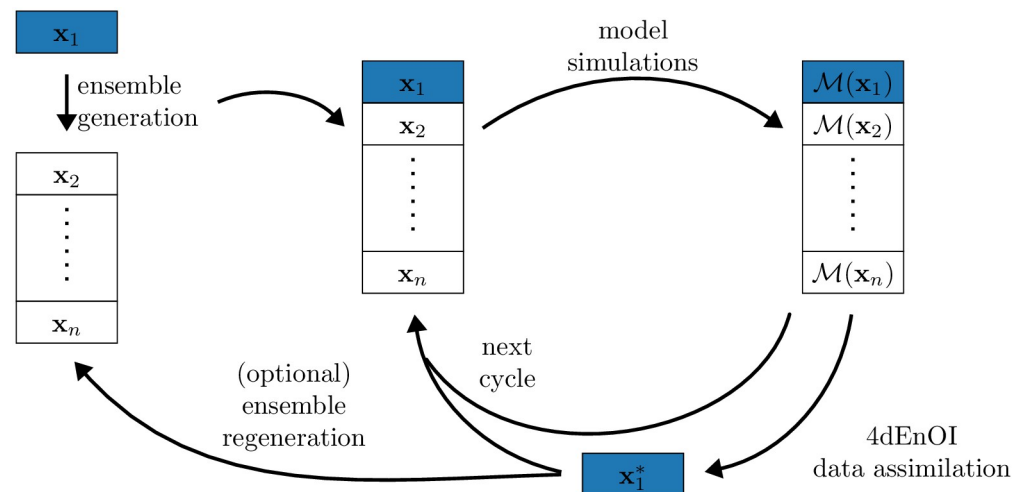 x₁
ensemble
generation
x₂
⋮
xₙ
x₁
x₂
⋮
xₙ
model
simulations
ℳ(x₁)
ℳ(x₂)
⋮
ℳ(xₙ)
next
cycle
(optional)
ensemble
regeneration
x₁*
4dEnOI
data assimilation